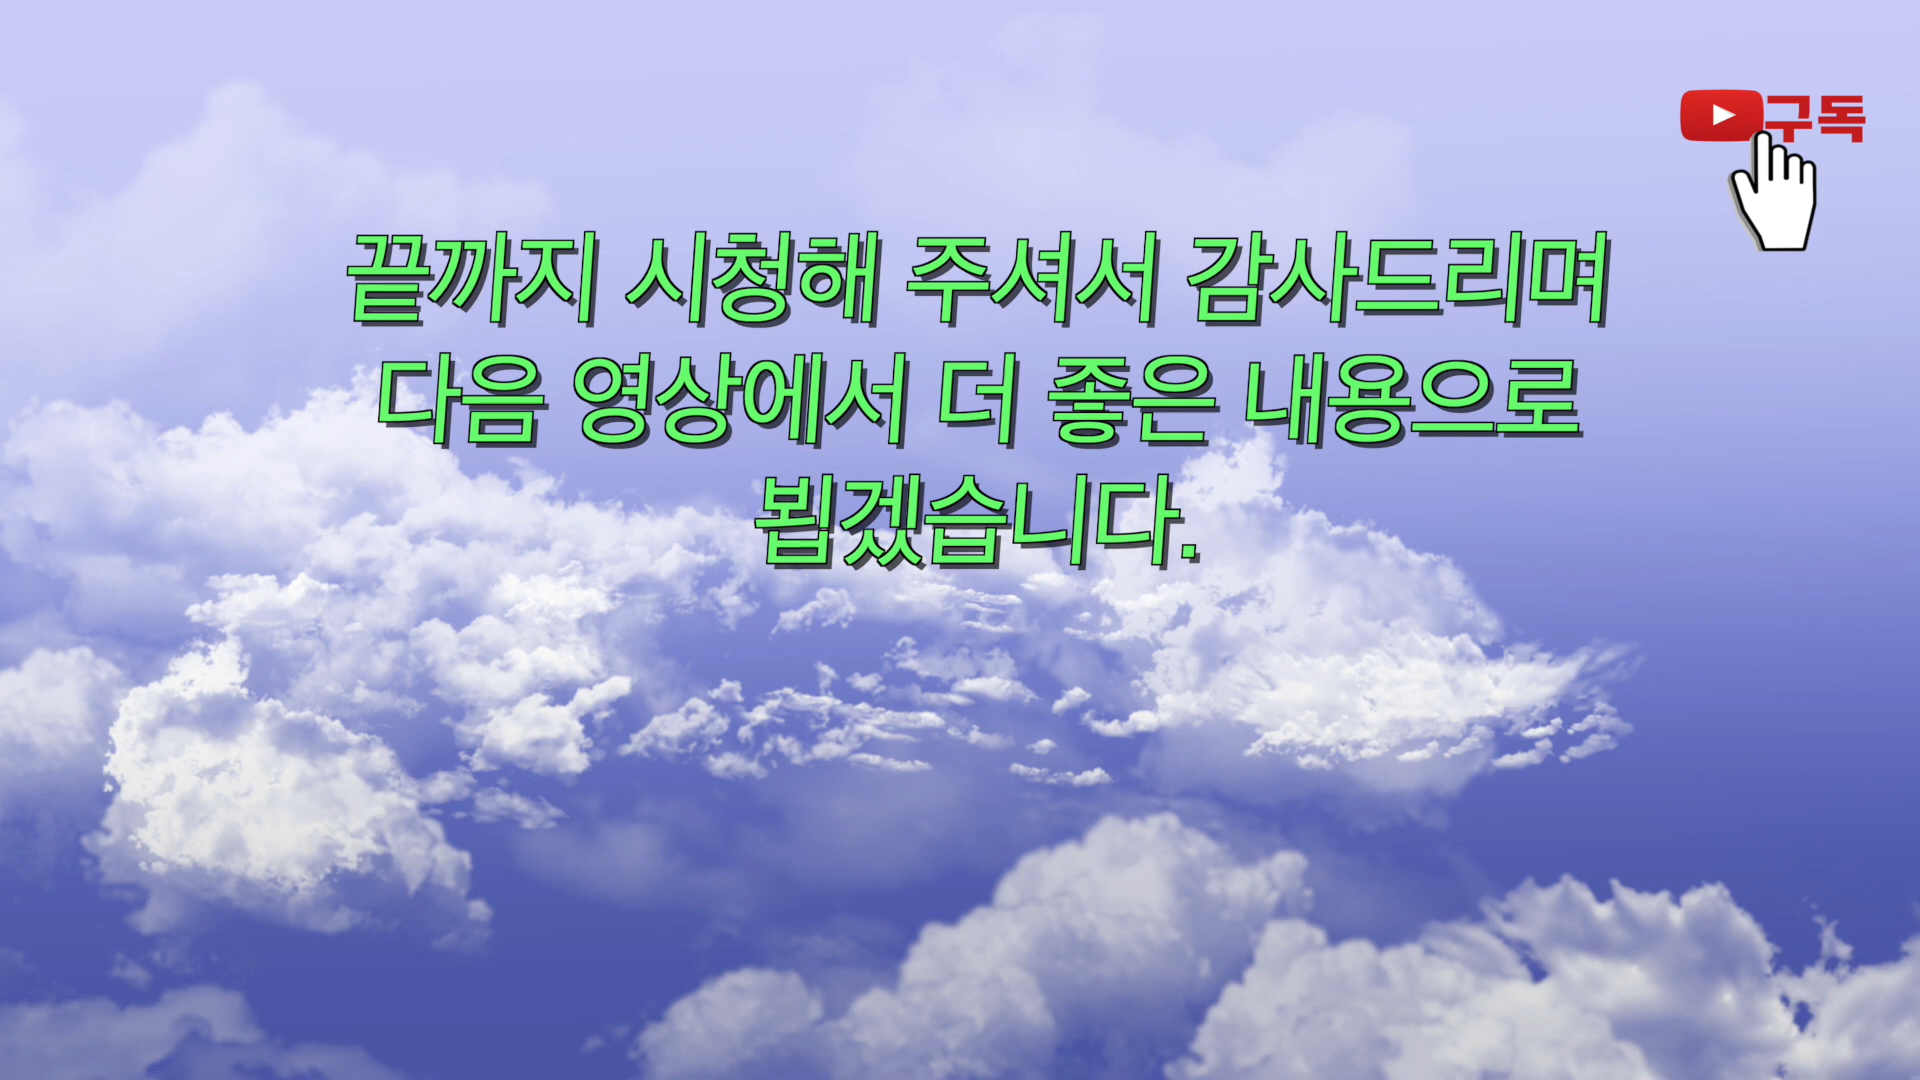 구독
끝까지 시청해 주셔서 감사드리며
다음 영상에서 더 좋은 내용으로
뵙겠습니다.